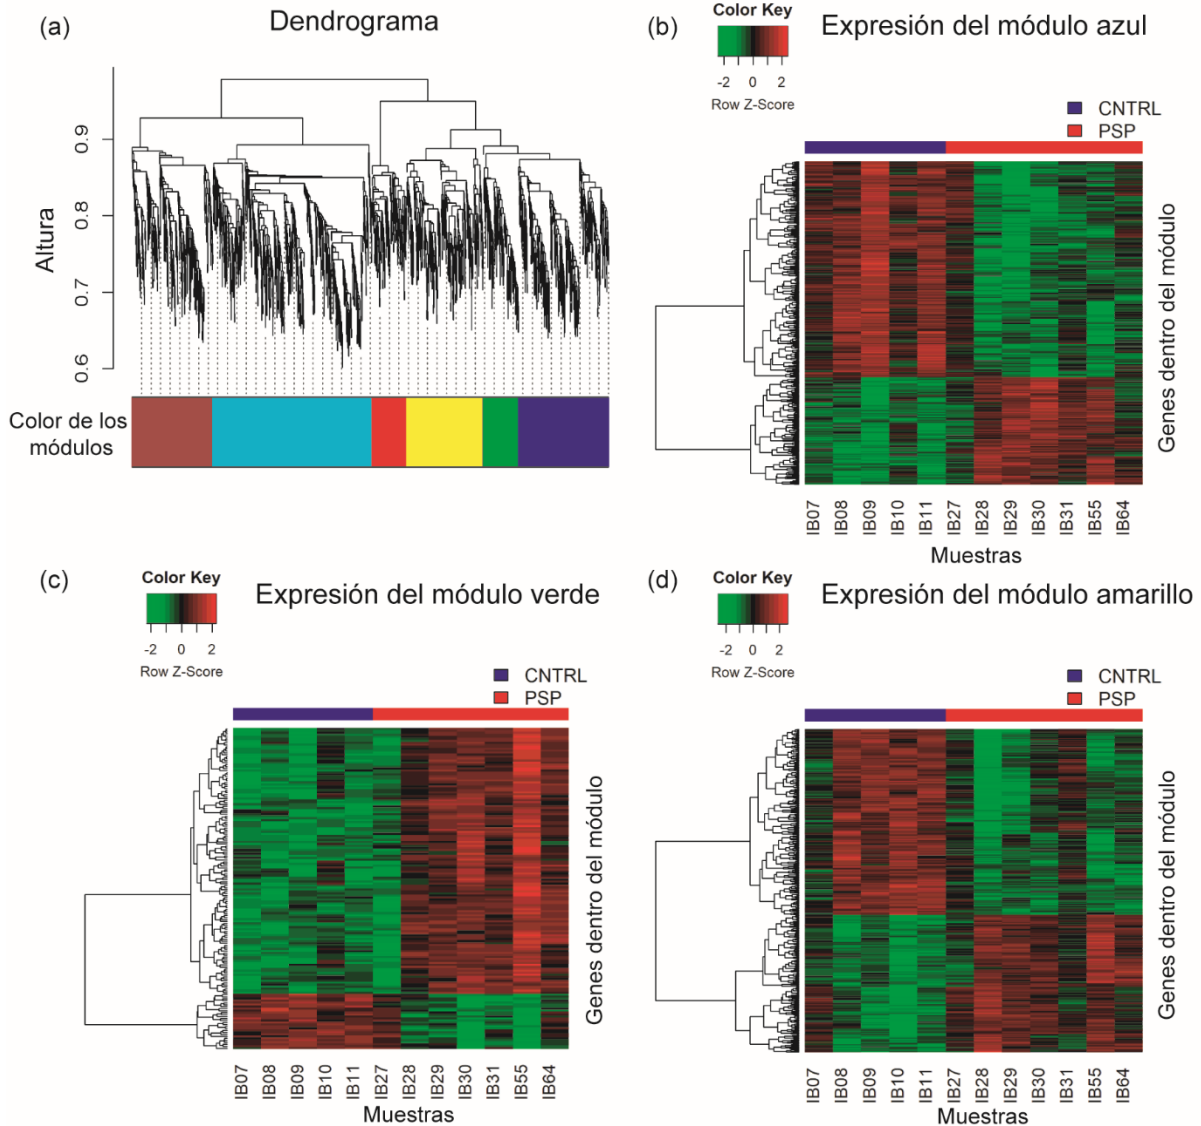 (a)
Dendrograma
Altura
0.9
0.8
0.7
0.6
Color de los
módulos
(b)
Color Key
-2 0 2
Row Z-Score
Expresión del módulo azul
CNTRL
PSP
Genes dentro del módulo
IB07 IB08 IB09 IB10 IB11 IB27 IB28 IB29 IB30 IB31 IB55 IB64
Muestras
(c)
Color Key
-2 0 2
Row Z-Score
Expresión del módulo verde
CNTRL
PSP
Genes dentro del módulo
IB07 IB08 IB09 IB10 IB11 IB27 IB28 IB29 IB30 IB31 IB55 IB64
Muestras
(d)
Color Key
-2 0 2
Row Z-Score
Expresión del módulo amarillo
CNTRL
PSP
Genes dentro del módulo
IB07 IB08 IB09 IB10 IB11 IB27 IB28 IB29 IB30 IB31 IB55 IB64
Muestras